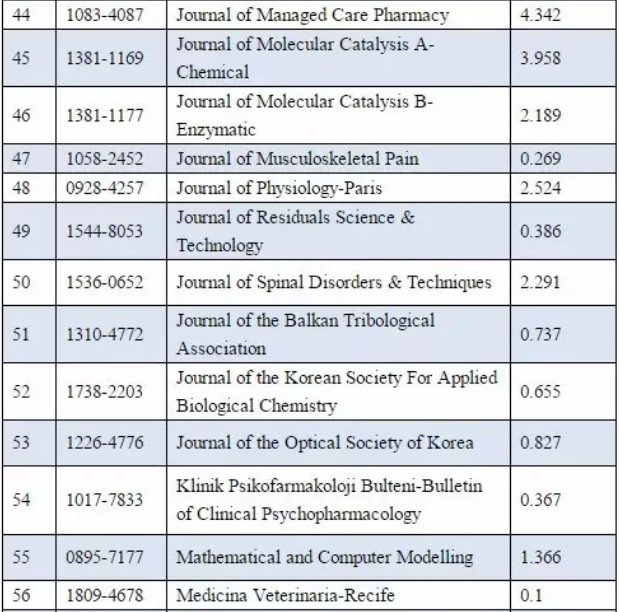 44 1083-4087 Journal of Managed Care Pharmacy 4.342
45 1381-1169 Journal of Molecular Catalysis A-
Chemical 3.958
46 1381-1177 Journal of Molecular Catalysis B-
Enzymatic 2.189
47 1058-2452 Journal of Musculoskeletal Pain 0.269
48 0928-4257 Journal of Physiology-Paris 2.524
49 1544-8053 Journal of Residuals Science &
Technology 0.386
50 1536-0652 Journal of Spinal Disorders & Techniques 2.291
51 1310-4772 Journal of the Balkan Tribological
Association 0.737
52 1738-2203 Journal of the Korean Society For Applied
Biological Chemistry 0.655
53 1226-4776 Journal of the Optical Society of Korea 0.827
54 1017-7833 Klinik Psikofarmakoloji Bulteni-Bulletin
of Clinical Psychopharmacology 0.367
55 0895-7177 Mathematical and Computer Modelling 1.366
56 1809-4678 Medicina Veterinaria-Recife 0.1